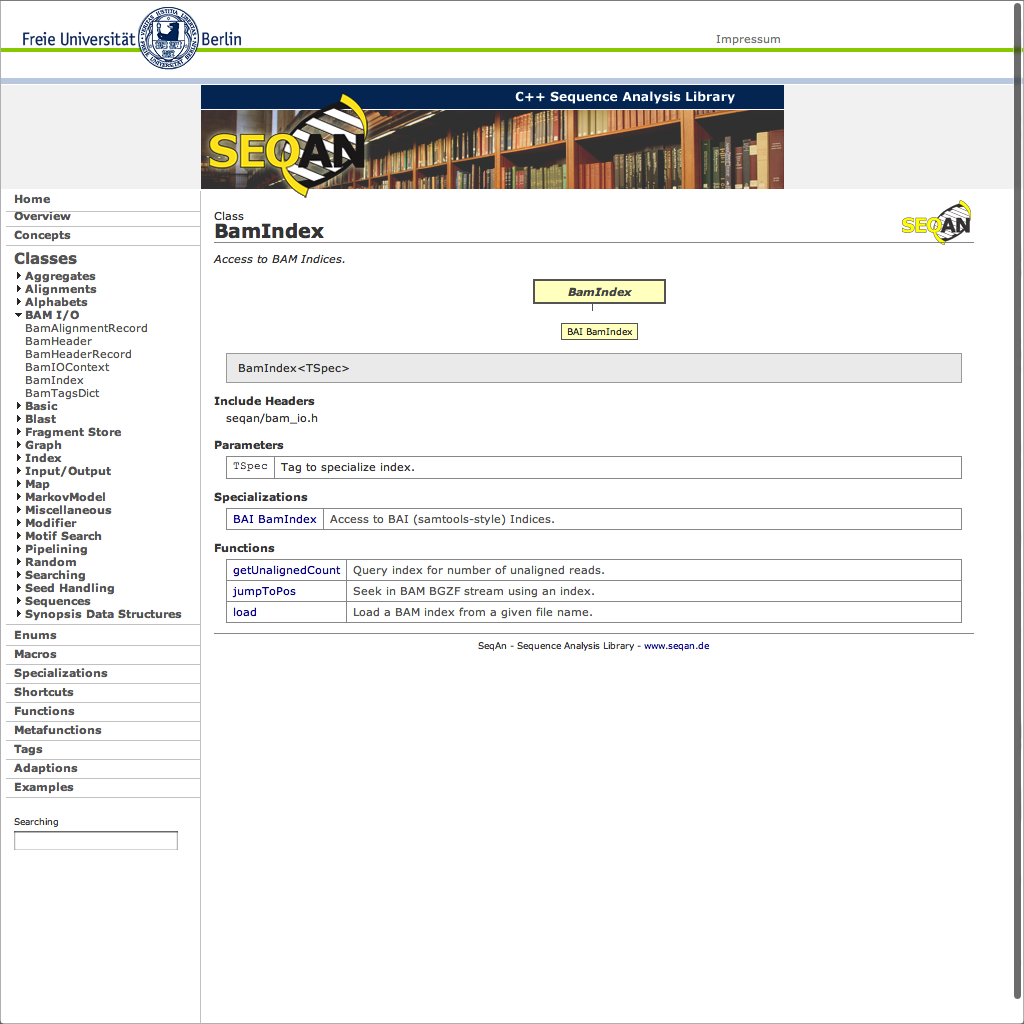 Freie Universität Berlin
Impressum
C++ Sequence Analysis Library
SEQAN
Home
Overview
Concepts
Classes
Aggregates
Alignments
Alphabets
BAM I/O
BamAlignmentRecord
BamHeader
BamHeaderRecord
BamIOContext
BamIndex
BamTagsDict
Basic
Blast
Fragment Store
Graph
Index
Input/Output
Map
MarkovModel
Miscellaneous
Modifier
Motif Search
Pipelining
Random
Searching
Seed Handling
Sequences
Synopsis Data Structures
Enums
Macros
Specializations
Shortcuts
Functions
Metafunctions
Tags
Adaptions
Examples
Searching
Class
BamIndex
SEQAN
Access to BAM Indices.
BamIndex
BAI BamIndex
BamIndex<TSpec>
Include Headers
seqan/bam_io.h
Parameters
TSpec Tag to specialize index.
Specializations
BAI BamIndex Access to BAI (samtools-style) Indices.
Functions
getUnalignedCount Query index for number of unaligned reads.
jumpToPos Seek in BAM BGZF stream using an index.
load Load a BAM index from a given file name.
SeqAn - Sequence Analysis Library - www.seqan.de